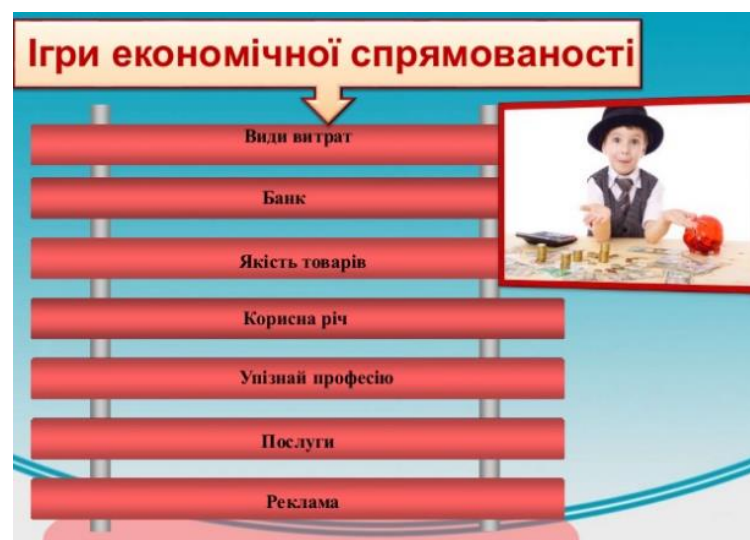 Ігри економічної спрямованості
Види витрат
Банк
Якість товарів
Корисна річ
Упізнай професію
Послуги
Реклама